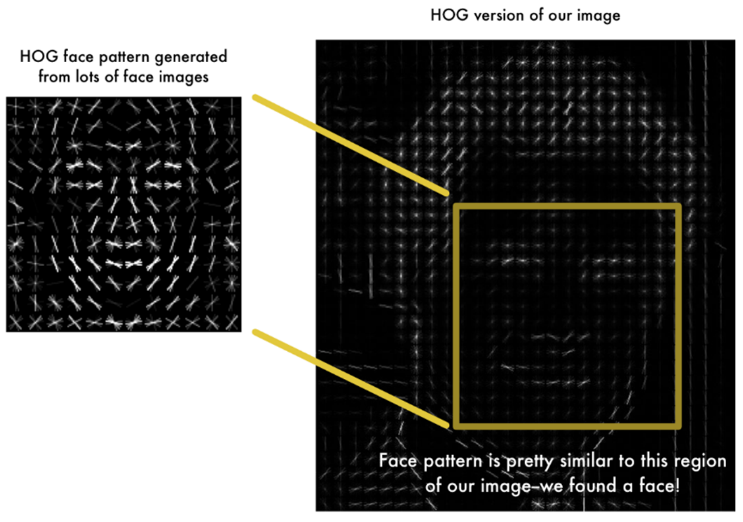 HOG version of our image
HOG face pattern generated
from lots of face images
Face pattern is pretty similar to this region
of our image–we found a face!